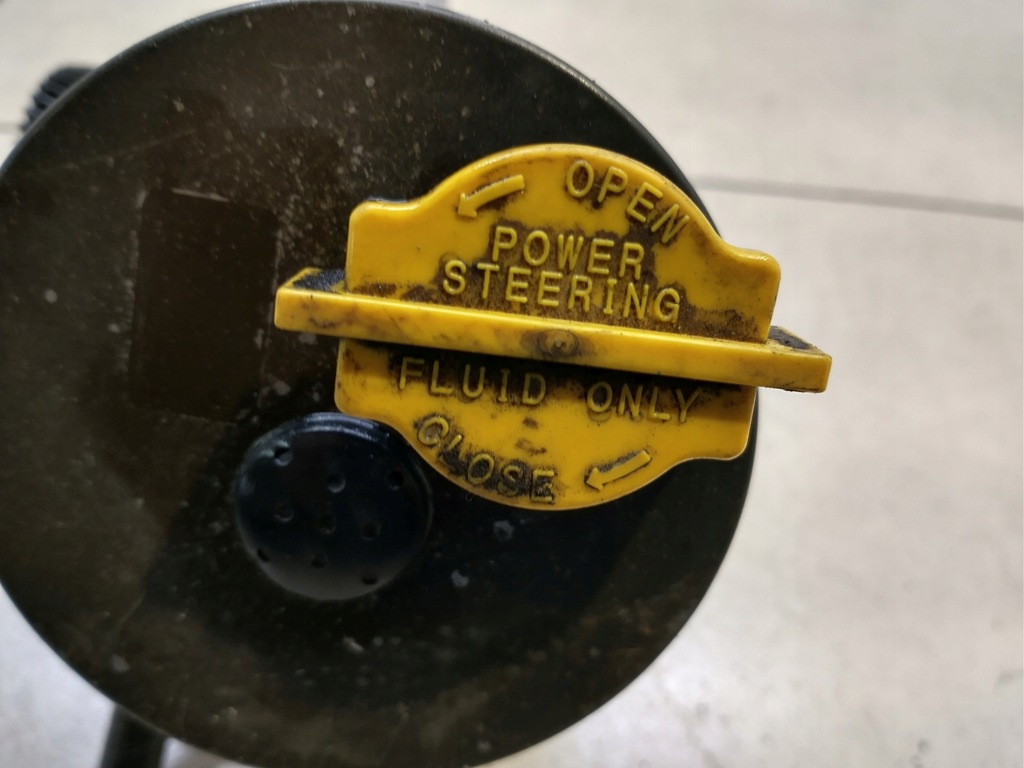 OPEN
POWER
STEERING
FLUID ONLY
CLOSE